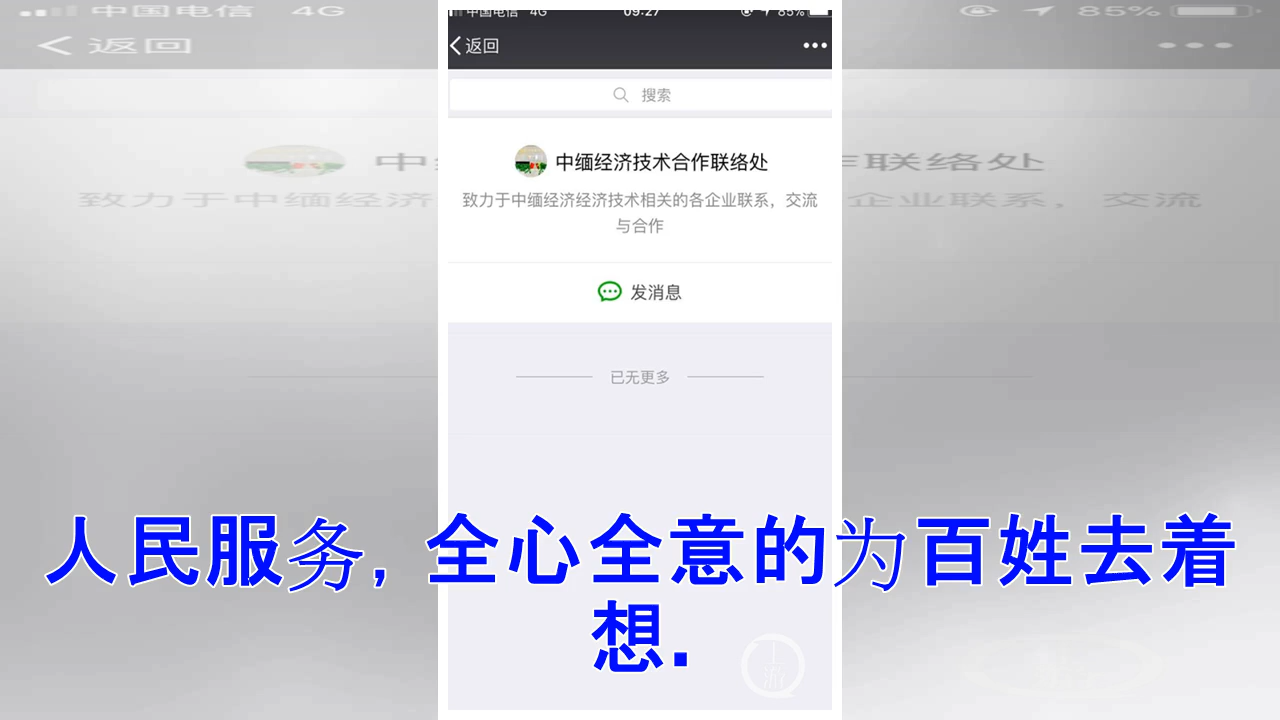 中国电信 4G 09:27 85%
返回
搜索
中缅经济技术合作联络处
致力于中缅经济经济技术相关的各企业联系，交流
与合作
发消息
已无更多
人民服务，全心全意的为百姓去着
想.
上游